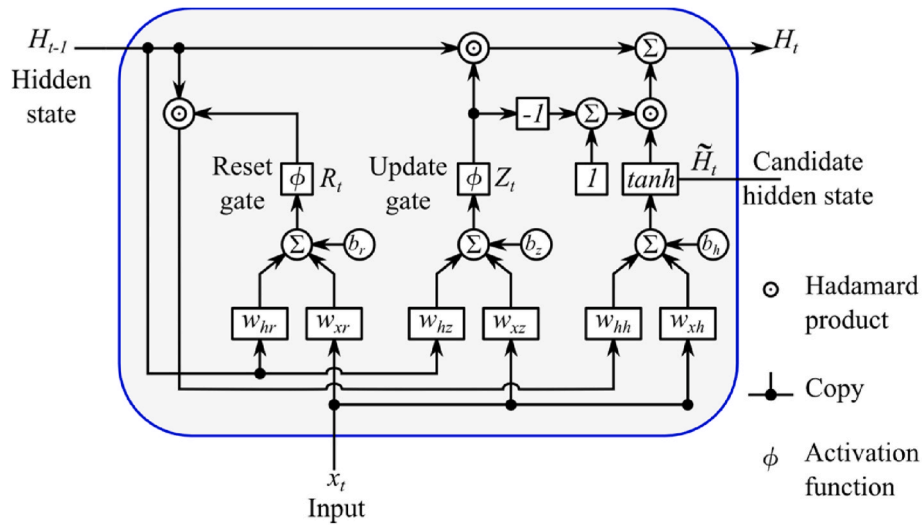 H_{t-1}
H_t
Hidden
state
⊙
Σ
⊙
-1
Σ
⊙
Reset
gate
ϕ
R_t
Update
gate
ϕ
Z_t
1
tanh
H̃_t
Candidate
hidden state
Σ
b_r
Σ
b_z
Σ
b_h
w_{hr}
w_{xr}
w_{hz}
w_{xz}
w_{hh}
w_{xh}
⊙ Hadamard
product
Copy
ϕ Activation
function
x_t
Input